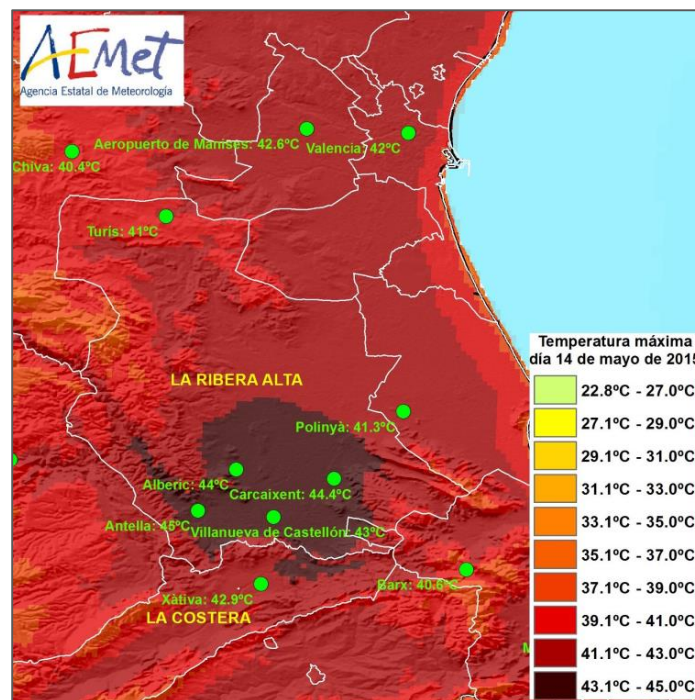 AEMet
Agencia Estatal de Meteorología
Aeropuerto de Manises: 42.6ºC
Valencia: 42ºC
Chiva: 40.4ºC
Turís: 41ºC
LA RIBERA ALTA
Polinyà: 41.3ºC
Alberic: 44ºC
Carcaixent: 44.4ºC
Antella: 45ºC
Villanueva de Castellón: 43ºC
Xàtiva: 42.9ºC
Barx: 40.6ºC
LA COSTERA
Temperatura máxima
día 14 de mayo de 2015
22.8ºC - 27.0ºC
27.1ºC - 29.0ºC
29.1ºC - 31.0ºC
31.1ºC - 33.0ºC
33.1ºC - 35.0ºC
35.1ºC - 37.0ºC
37.1ºC - 39.0ºC
39.1ºC - 41.0ºC
41.1ºC - 43.0ºC
43.1ºC - 45.0ºC